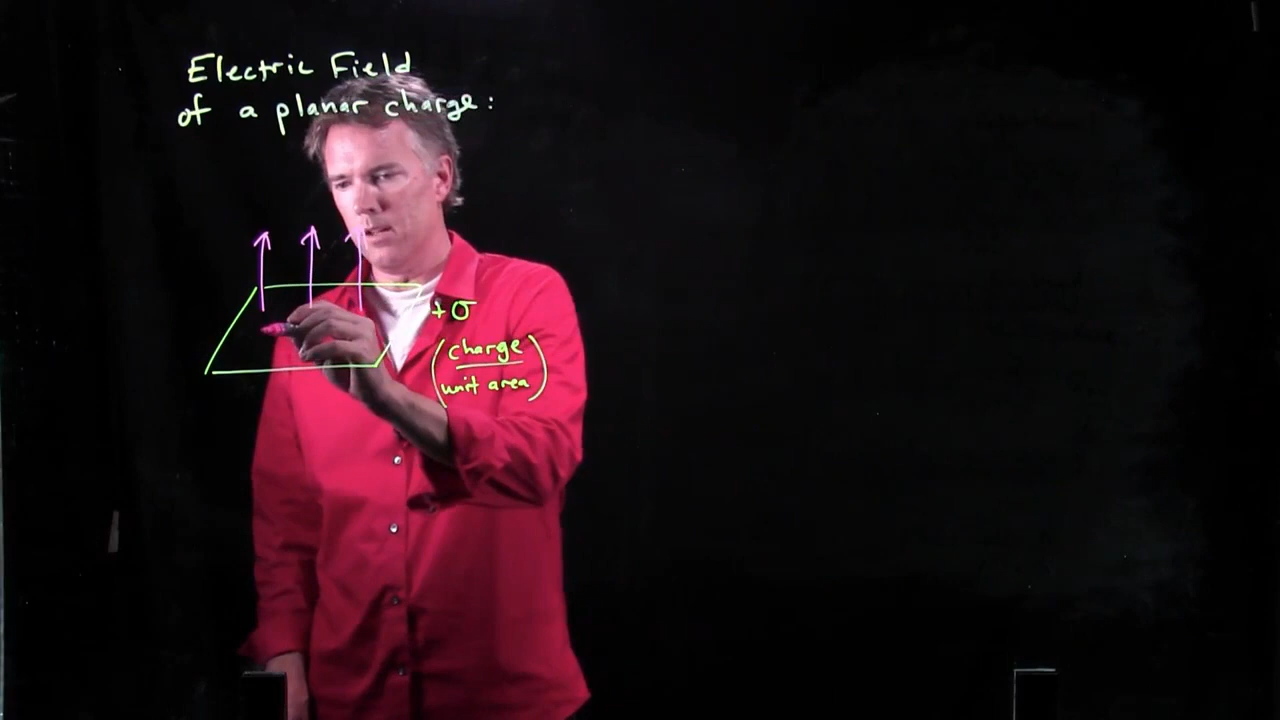 Electric Field
of a planar charge:
+σ
(charge
unit area)